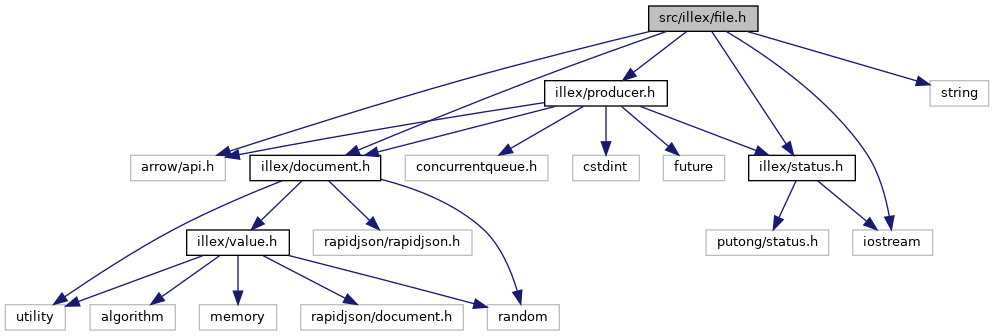 src/illex/file.h
illex/producer.h
string
arrow/api.h
illex/document.h
concurrentqueue.h
cstdint
future
illex/status.h
illex/value.h
rapidjson/rapidjson.h
putong/status.h
iostream
utility
algorithm
memory
rapidjson/document.h
random